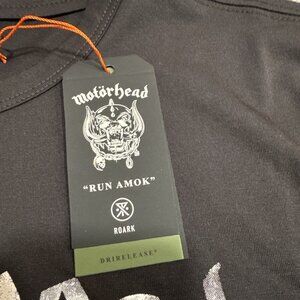 Motörhead
"RUN AMOK"
ROARK
DRIRELEASE®